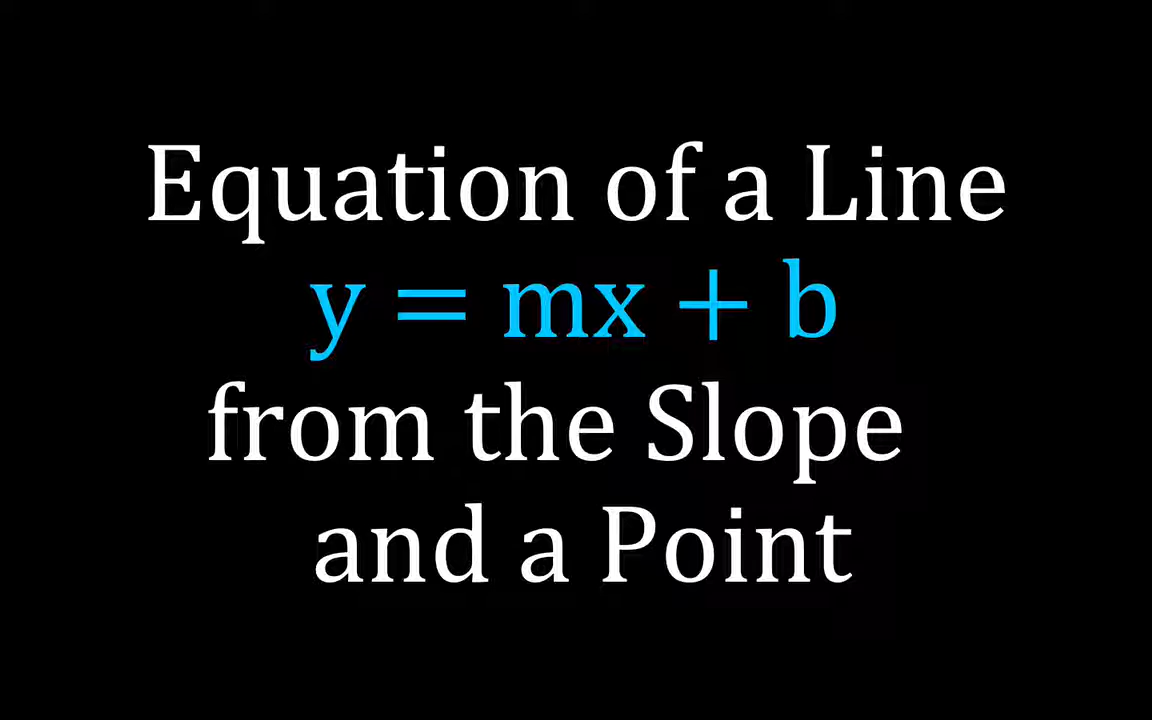 Equation of a Line
y = mx + b
from the Slope
and a Point